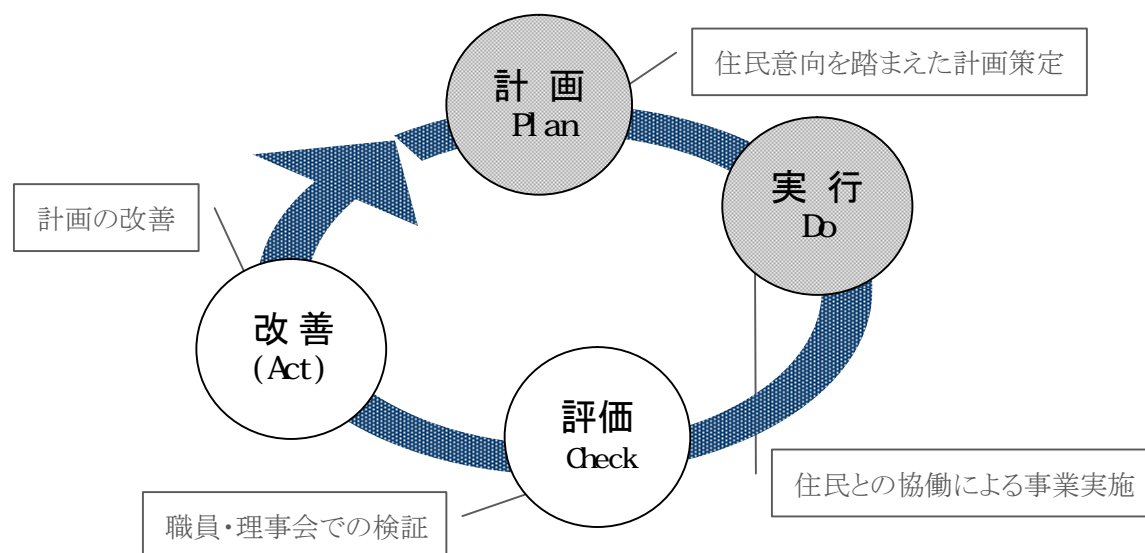 計 画
Plan
住民意向を踏まえた計画策定
実 行
Do
計画の改善
改 善
(Act)
評価
Check
住民との協働による事業実施
職員・理事会での検証